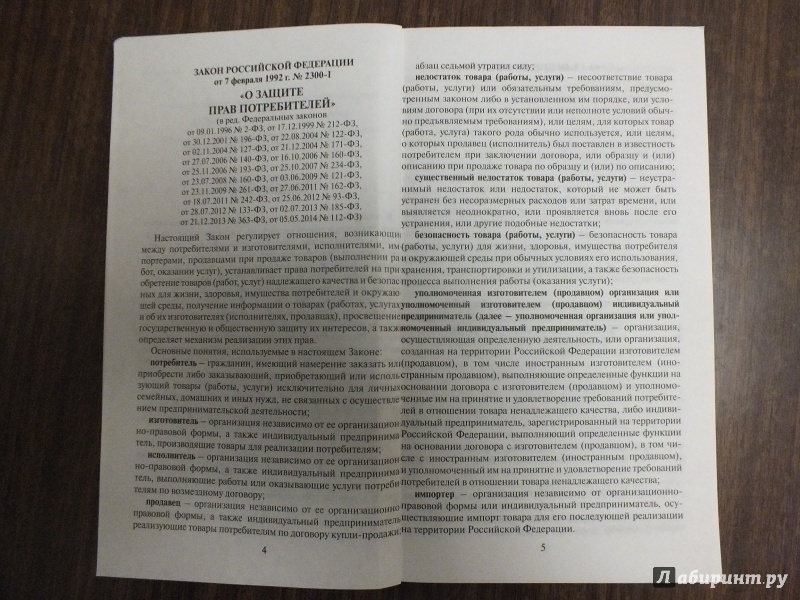 ЗАКОН РОССИЙСКОЙ ФЕДЕРАЦИИ
от 7 февраля 1992 г. № 2300-1
«О ЗАЩИТЕ
ПРАВ ПОТРЕБИТЕЛЕЙ»
(в ред. Федеральных законов
от 09.01.1996 № 2-ФЗ, от 17.12.1999 № 212-ФЗ,
от 30.12.2001 № 196-ФЗ, от 22.08.2004 № 122-ФЗ,
от 02.11.2004 № 127-ФЗ, от 21.12.2004 № 171-ФЗ,
от 27.07.2006 № 140-ФЗ, от 16.10.2006 № 160-ФЗ,
от 25.11.2006 № 193-ФЗ, от 25.10.2007 № 234-ФЗ,
от 23.07.2008 № 160-ФЗ, от 03.06.2009 № 121-ФЗ,
от 23.11.2009 № 261-ФЗ, от 27.06.2011 № 162-ФЗ,
от 18.07.2011 № 242-ФЗ, от 25.06.2012 № 93-ФЗ,
от 28.07.2012 № 133-ФЗ, от 02.07.2013 № 185-ФЗ,
от 21.12.2013 № 363-ФЗ, от 05.05.2014 № 112-ФЗ)
Настоящий Закон регулирует отношения, возникающи
между потребителями и изготовителями, исполнителями, им
портерами, продавцами при продаже товаров (выполнении ра
бот, оказании услуг), устанавливает права потребителей на при
обретение товаров (работ, услуг) надлежащего качества и безопас
ных для жизни, здоровья, имущества потребителей и окружаю
щей среды, получение информации о товарах (работах, услугах
и об их изготовителях (исполнителях, продавцах), просвещение
государственную и общественную защиту их интересов, а также
определяет механизм реализации этих прав.
Основные понятия, используемые в настоящем Законе:
потребитель – гражданин, имеющий намерение заказать или
приобрести либо заказывающий, приобретающий или исполь
зующий товары (работы, услуги) исключительно для личных
семейных, домашних и иных нужд, не связанных с осуществле
нием предпринимательской деятельности;
изготовитель – организация независимо от ее организацион
но-правовой формы, а также индивидуальный предпринима
тель, производящие товары для реализации потребителям;
исполнитель – организация независимо от ее организацион
но-правовой формы, а также индивидуальный предпринима
тель, выполняющие работы или оказывающие услуги потреби
телям по возмездному договору;
продавец – организация независимо от ее организационно
правовой формы, а также индивидуальный предприниматель
реализующие товары потребителям по договору купли-продажи;
4
абзац седьмой утратил силу;
недостаток товара (работы, услуги) – несоответствие товара
(работы, услуги) или обязательным требованиям, предусмо-
тренным законом либо в установленном им порядке, или усло-
виям договора (при их отсутствии или неполноте условий обыч-
но предъявляемым требованиям), или целям, для которых товар
(работа, услуга) такого рода обычно используется, или целям,
о которых продавец (исполнитель) был поставлен в известность
потребителем при заключении договора, или образцу и (или)
описанию при продаже товара по образцу и (или) по описанию;
существенный недостаток товара (работы, услуги) – неустра-
нимый недостаток или недостаток, который не может быть
устранен без несоразмерных расходов или затрат времени, или
выявляется неоднократно, или проявляется вновь после его
устранения, или другие подобные недостатки;
безопасность товара (работы, услуги) – безопасность товара
(работы, услуги) для жизни, здоровья, имущества потребителя
и окружающей среды при обычных условиях его использования,
хранения, транспортировки и утилизации, а также безопасность
процесса выполнения работы (оказания услуги);
уполномоченная изготовителем (продавцом) организация или
уполномоченный изготовителем (продавцом) индивидуальный
предприниматель (далее – уполномоченная организация или упол-
номоченный индивидуальный предприниматель) – организация,
осуществляющая определенную деятельность, или организация,
созданная на территории Российской Федерации изготовителем
(продавцом), в том числе иностранным изготовителем (ино-
странным продавцом), выполняющие определенные функции на
основании договора с изготовителем (продавцом) и уполномо-
ченные им на принятие и удовлетворение требований потребите-
лей в отношении товара ненадлежащего качества, либо индиви-
дуальный предприниматель, зарегистрированный на территории
Российской Федерации, выполняющий определенные функции
на основании договора с изготовителем (продавцом), в том чис-
ле с иностранным изготовителем (иностранным продавцом),
и уполномоченный им на принятие и удовлетворение требований
потребителей в отношении товара ненадлежащего качества;
импортер – организация независимо от организационно-
правовой формы или индивидуальный предприниматель, осу-
ществляющие импорт товара для его последующей реализации
на территории Российской Федерации.
5
Лабиринт.ру